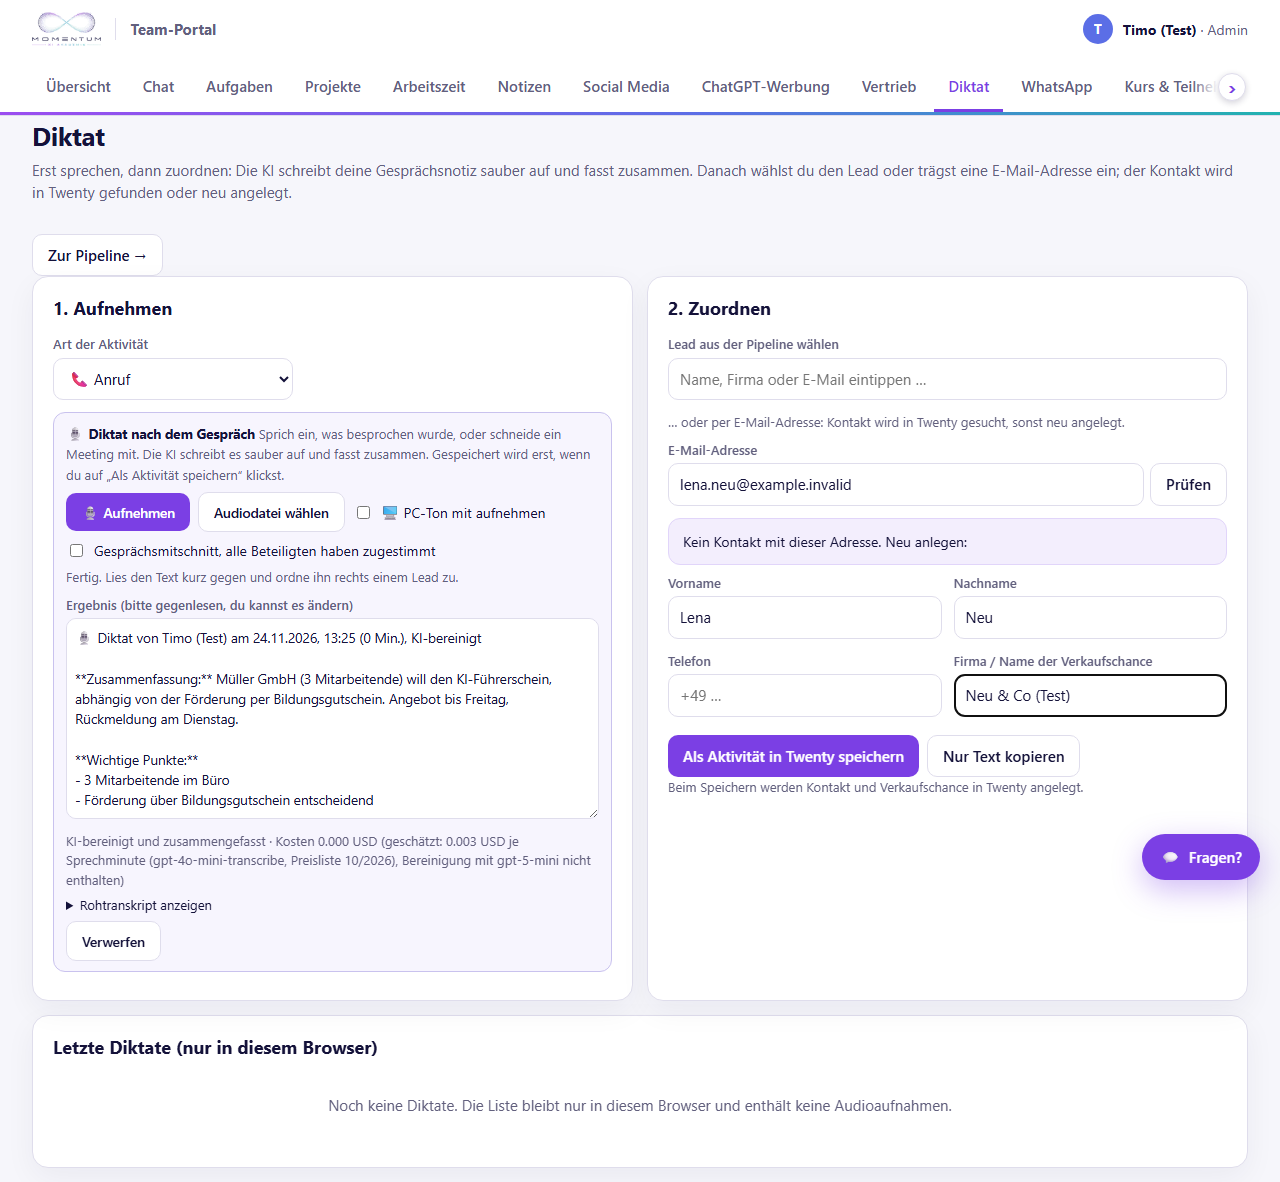 MOMENTUM
Team-Portal
T
Timo (Test) · Admin
Übersicht
Chat
Aufgaben
Projekte
Arbeitszeit
Notizen
Social Media
ChatGPT-Werbung
Vertrieb
Diktat
WhatsApp
Kurs & Teilne
Diktat
Erst sprechen, dann zuordnen: Die KI schreibt deine Gesprächsnotiz sauber auf und fasst zusammen. Danach wählst du den Lead oder trägst eine E-Mail-Adresse ein; der Kontakt wird
in Twenty gefunden oder neu angelegt.
Zur Pipeline →
1. Aufnehmen
Art der Aktivität
Anruf
Diktat nach dem Gespräch Sprich ein, was besprochen wurde, oder schneide ein
Meeting mit. Die KI schreibt es sauber auf und fasst zusammen. Gespeichert wird erst, wenn
du auf „Als Aktivität speichern“ klickst.
Aufnehmen
Audiodatei wählen
PC-Ton mit aufnehmen
Gesprächsmitschnitt, alle Beteiligten haben zugestimmt
Fertig. Lies den Text kurz gegen und ordne ihn rechts einem Lead zu.
Ergebnis (bitte gegenlesen, du kannst es ändern)
Diktat von Timo (Test) am 24.11.2026, 13:25 (0 Min.), KI-bereinigt
**Zusammenfassung:** Müller GmbH (3 Mitarbeitende) will den KI-Führerschein,
abhängig von der Förderung per Bildungsgutschein. Angebot bis Freitag,
Rückmeldung am Dienstag.
**Wichtige Punkte:**
- 3 Mitarbeitende im Büro
- Förderung über Bildungsgutschein entscheidend
KI-bereinigt und zusammengefasst · Kosten 0.000 USD (geschätzt: 0.003 USD je
Sprechminute (gpt-4o-mini-transcribe, Preisliste 10/2026), Bereinigung mit gpt-5-mini nicht
enthalten)
Rohtranskript anzeigen
Verwerfen
2. Zuordnen
Lead aus der Pipeline wählen
Name, Firma oder E-Mail eintippen ...
... oder per E-Mail-Adresse: Kontakt wird in Twenty gesucht, sonst neu angelegt.
E-Mail-Adresse
lena.neu@example.invalid
Prüfen
Kein Kontakt mit dieser Adresse. Neu anlegen:
Vorname
Nachname
Lena
Neu
Telefon
Firma / Name der Verkaufschance
+49 ...
Neu & Co (Test)
Als Aktivität in Twenty speichern
Nur Text kopieren
Beim Speichern werden Kontakt und Verkaufschance in Twenty angelegt.
Fragen?
Letzte Diktate (nur in diesem Browser)
Noch keine Diktate. Die Liste bleibt nur in diesem Browser und enthält keine Audioaufnahmen.